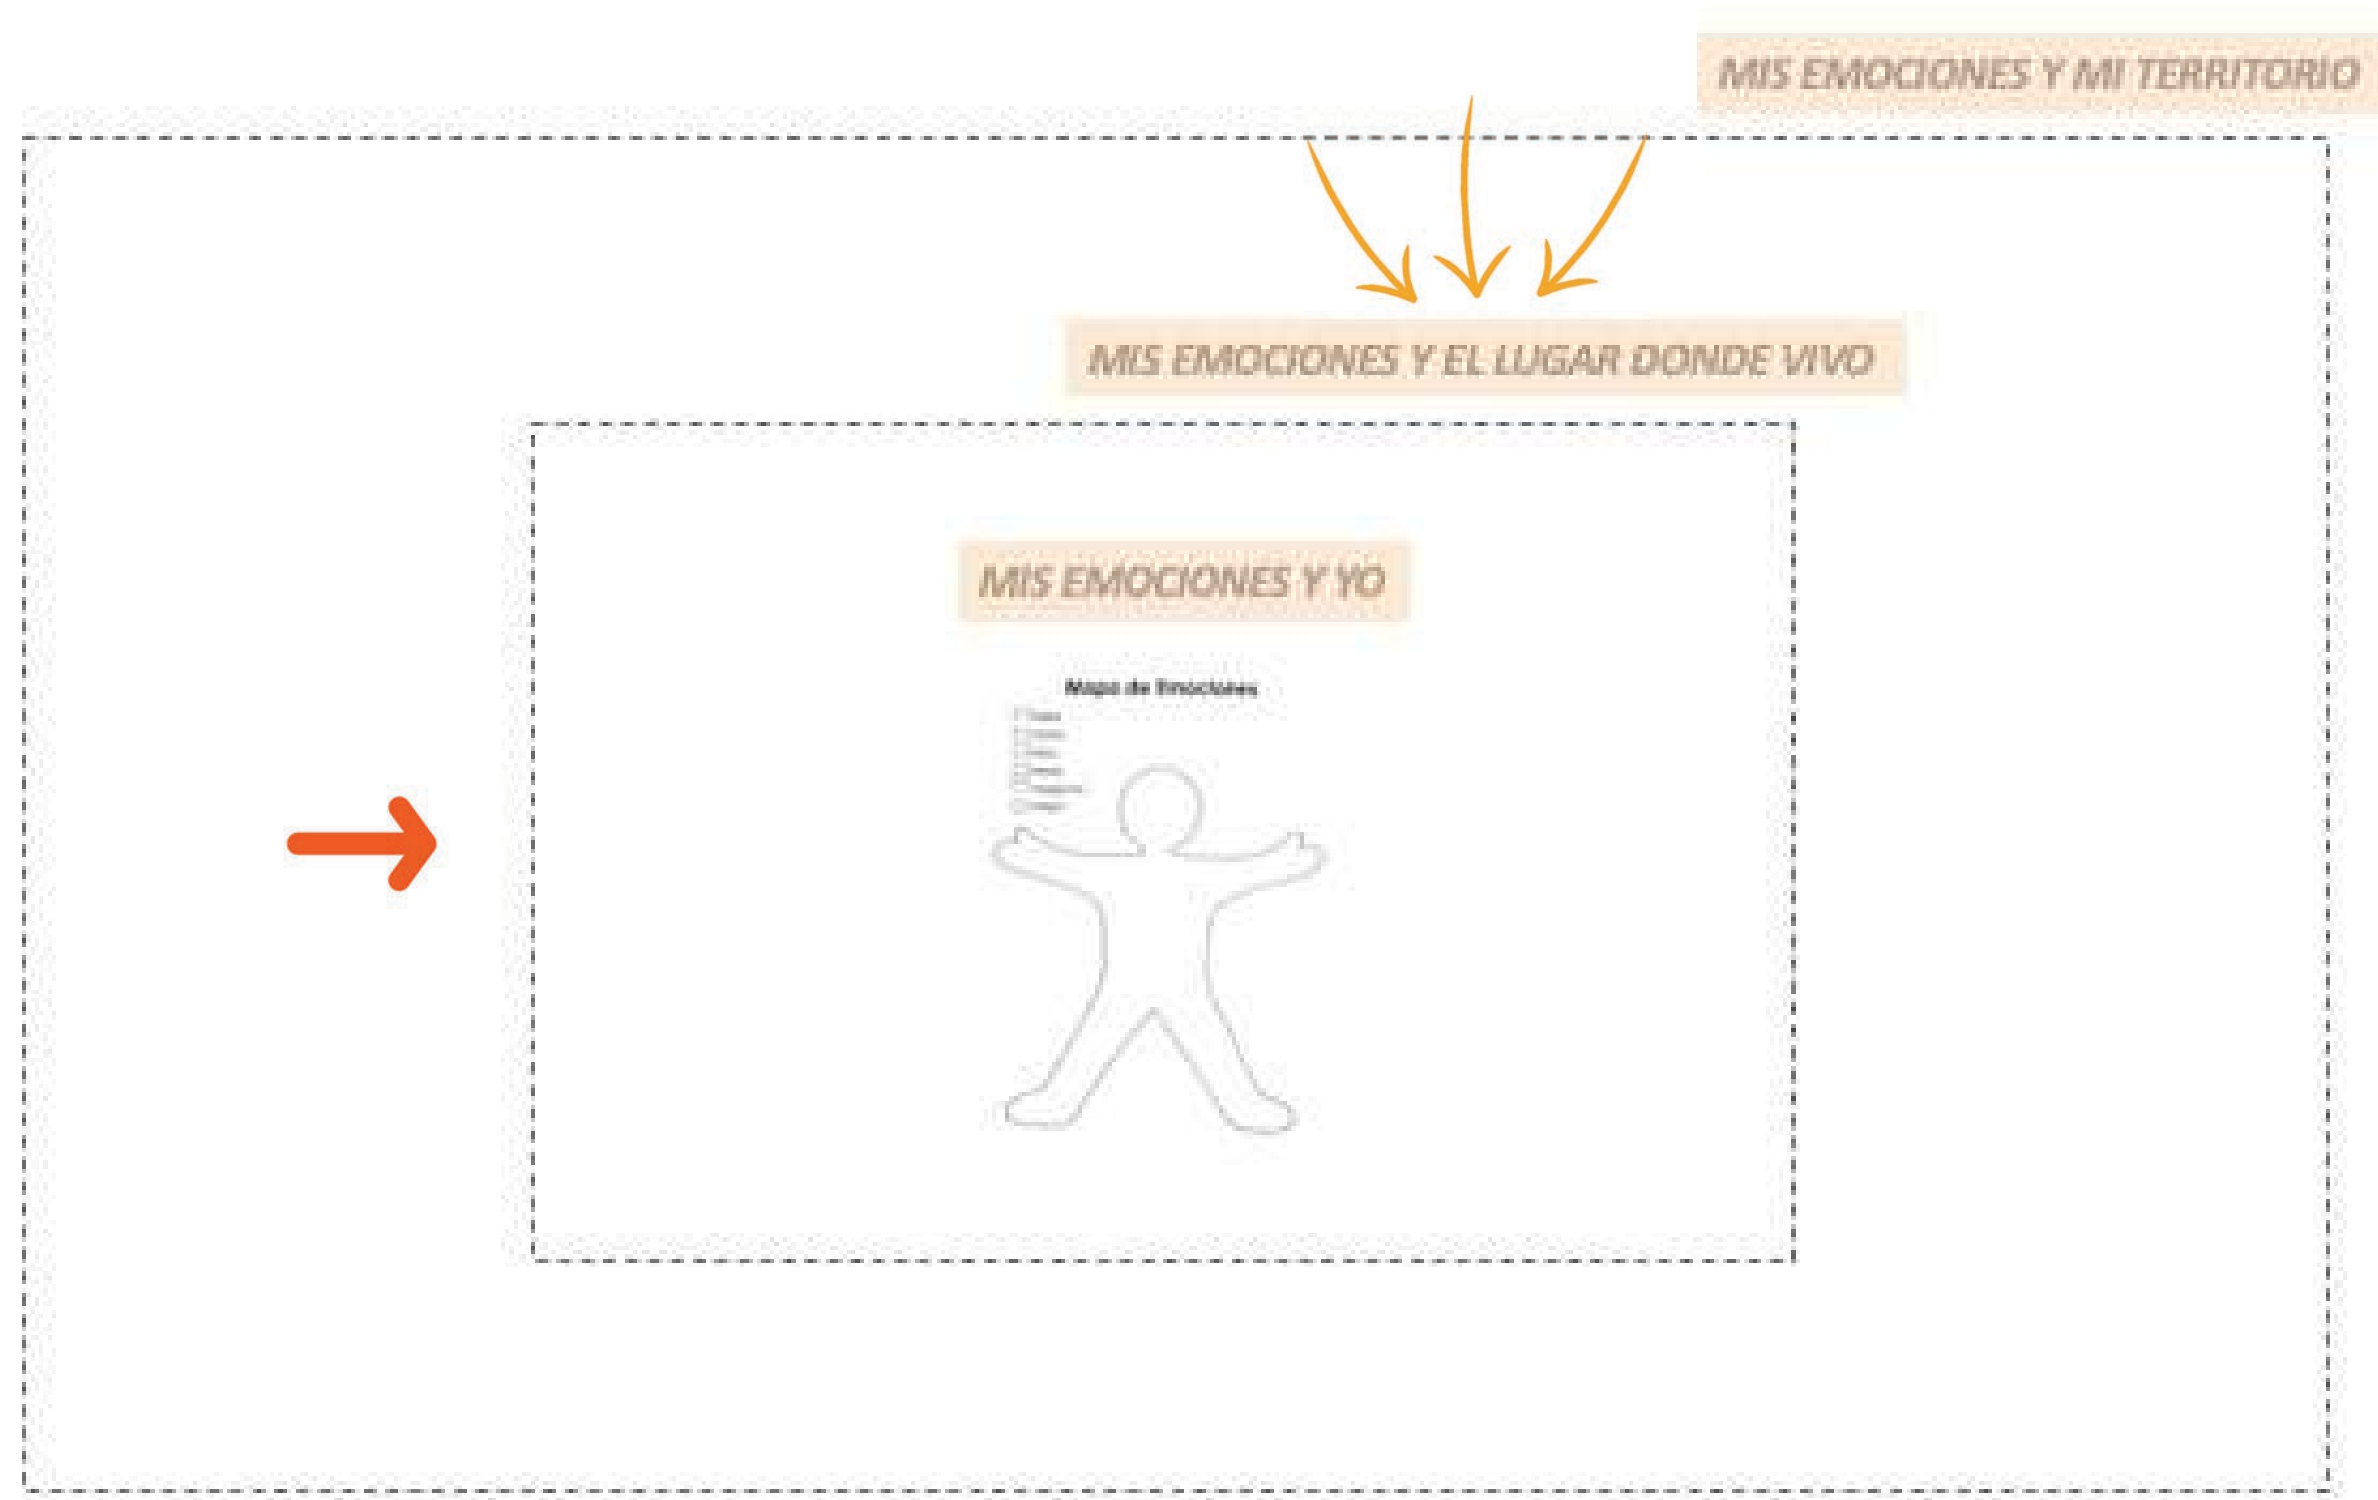 MIS EMOCIONES Y MI TERRITORIO
MIS EMOCIONES Y EL LUGAR DONDE VIVO
MIS EMOCIONES Y YO
Mapa de Emociones